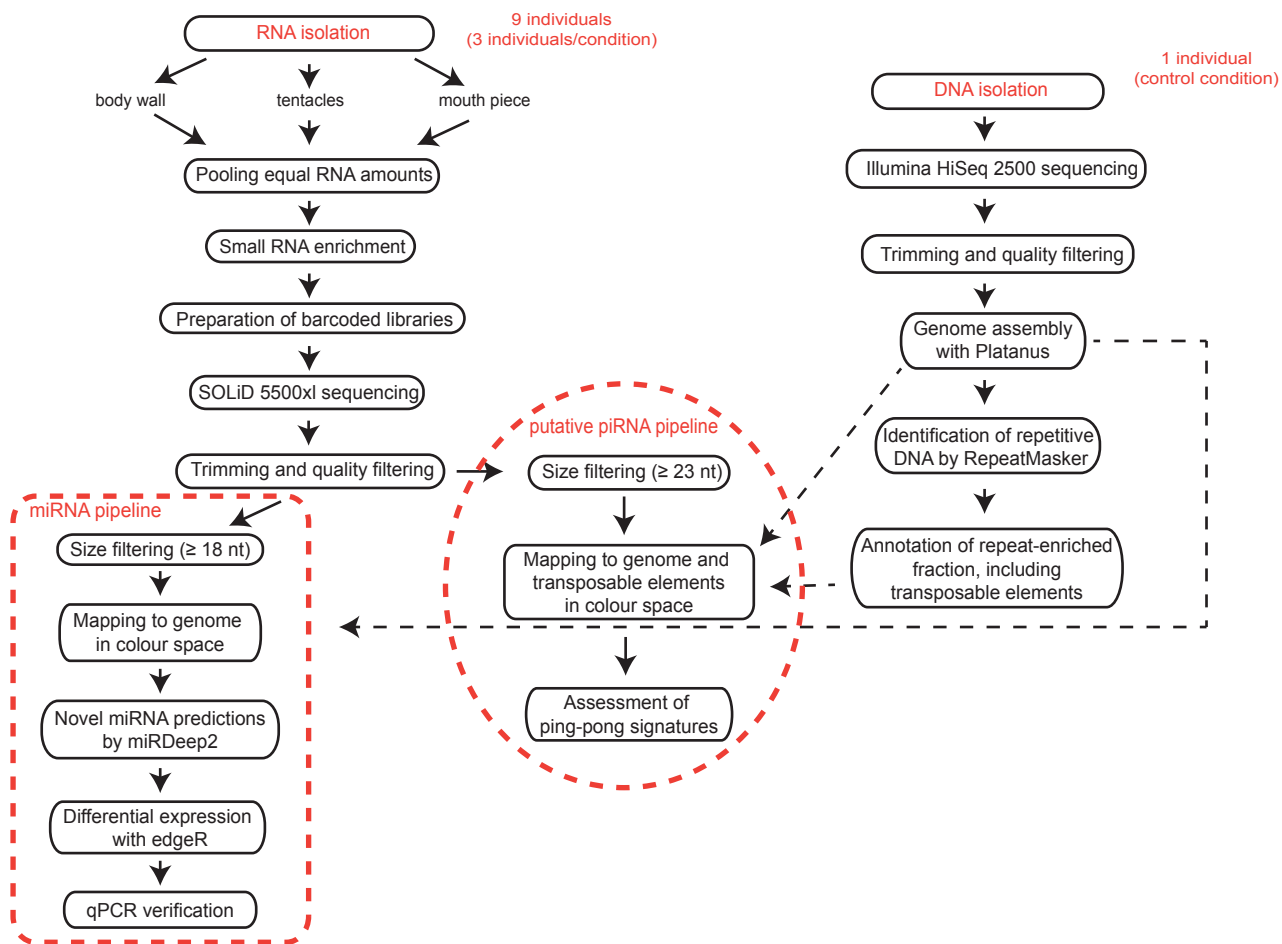 RNA isolation
9 individuals
(3 individuals/condition)
body wall
tentacles
mouth piece
Pooling equal RNA amounts
Small RNA enrichment
Preparation of barcoded libraries
SOLiD 5500xl sequencing
Trimming and quality filtering
miRNA pipeline
Size filtering (≥ 18 nt)
Mapping to genome
in colour space
Novel miRNA predictions
by miRDeep2
Differential expression
with edgeR
qPCR verification
putative piRNA pipeline
Size filtering (≥ 23 nt)
Mapping to genome and
transposable elements
in colour space
Assessment of
ping-pong signatures
1 individual
(control condition)
DNA isolation
Illumina HiSeq 2500 sequencing
Trimming and quality filtering
Genome assembly
with Platanus
Identification of repetitive
DNA by RepeatMasker
Annotation of repeat-enriched
fraction, including
transposable elements